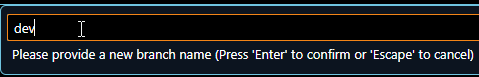 dev
Please provide a new branch name (Press 'Enter' to confirm or 'Escape' to cancel)